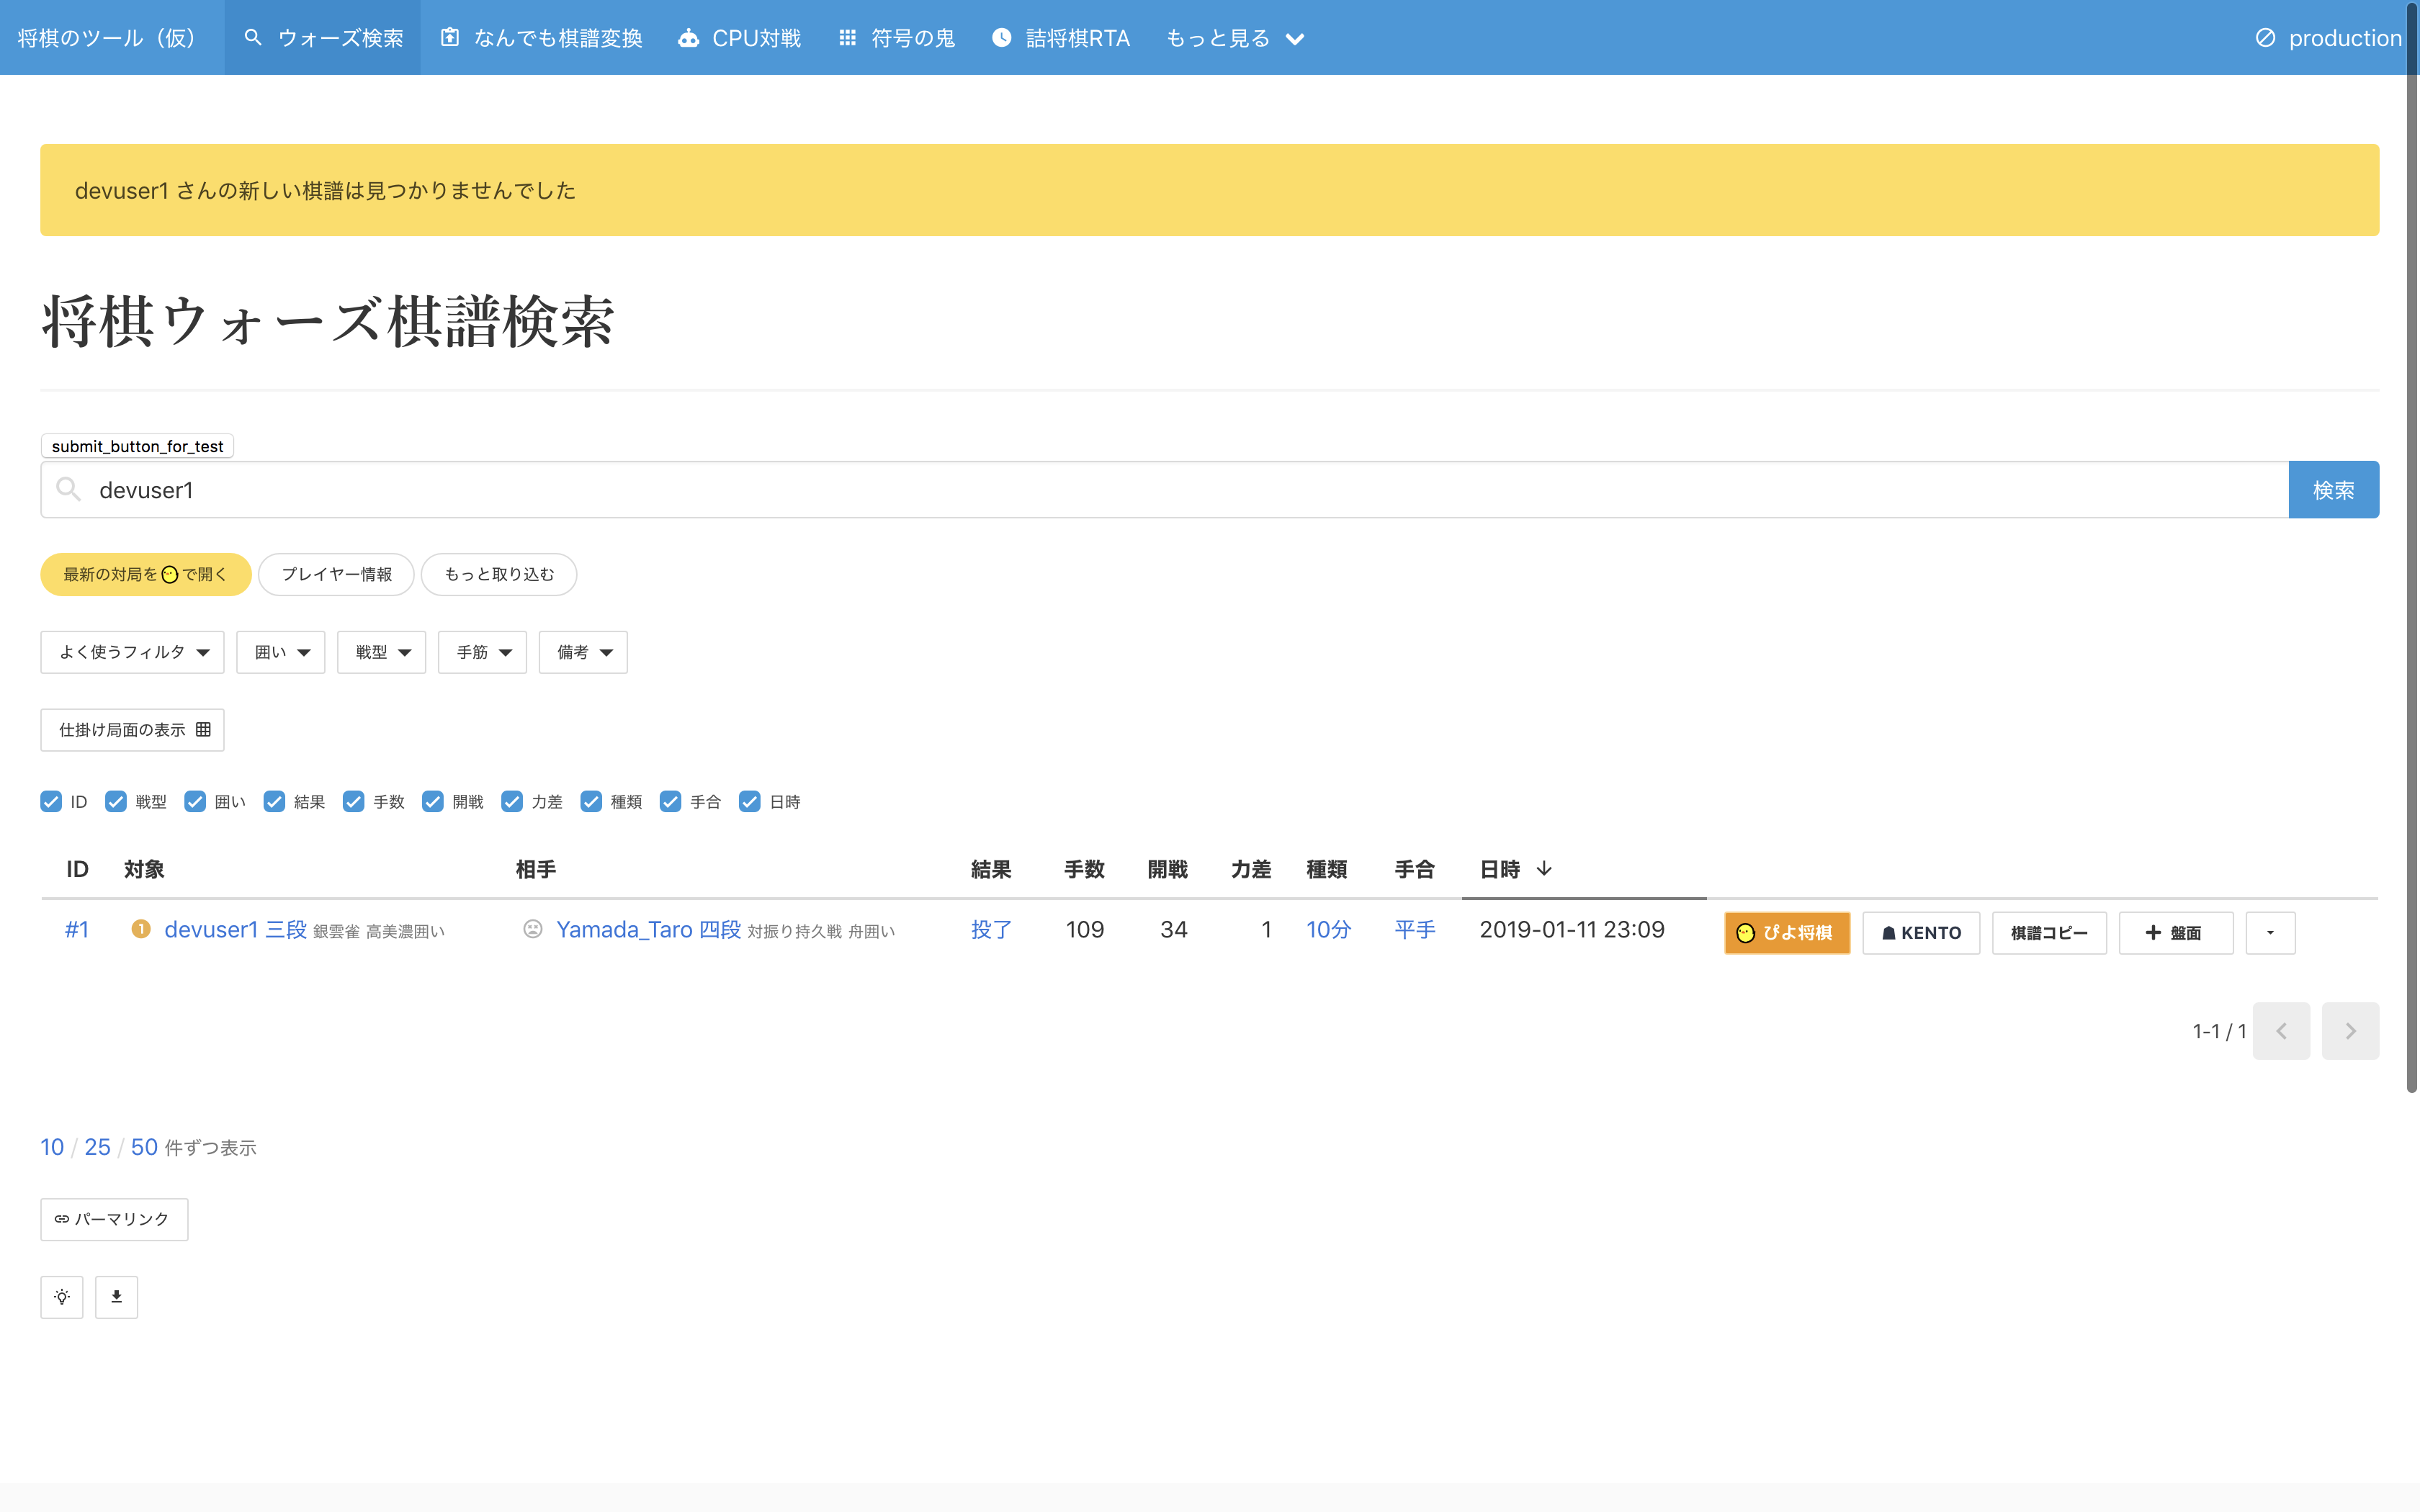 将棋のツール（仮） ウォーズ検索 なんでも棋譜変換 CPU対戦 符号の鬼 詰将棋RTA もっと見る production
devuser1 さんの新しい棋譜は見つかりませんでした
将棋ウォーズ棋譜検索
submit_button_for_test
devuser1 検索
最新の対局を で開く プレイヤー情報 もっと取り込む
よく使うフィルタ 囲い 戦型 手筋 備考
仕掛け局面の表示
ID 戦型 囲い 結果 手数 開戦 力差 種類 手合 日時
ID 対象 相手 結果 手数 開戦 力差 種類 手合 日時
#1 1 devuser1 三段 銀雲雀 高美濃囲い Yamada_Taro 四段 対振り持久戦 舟囲い 投了 109 34 1 10分 平手 2019-01-11 23:09 ぴよ将棋 KENTO 棋譜コピー 盤面
1-1 / 1
10 / 25 / 50 件ずつ表示
パーマリンク